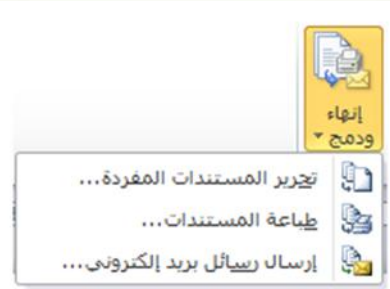 إنهاء
ودمج
تحرير المستندات المفردة...
طباعة المستندات...
إرسال رسائل بريد إلكتروني...